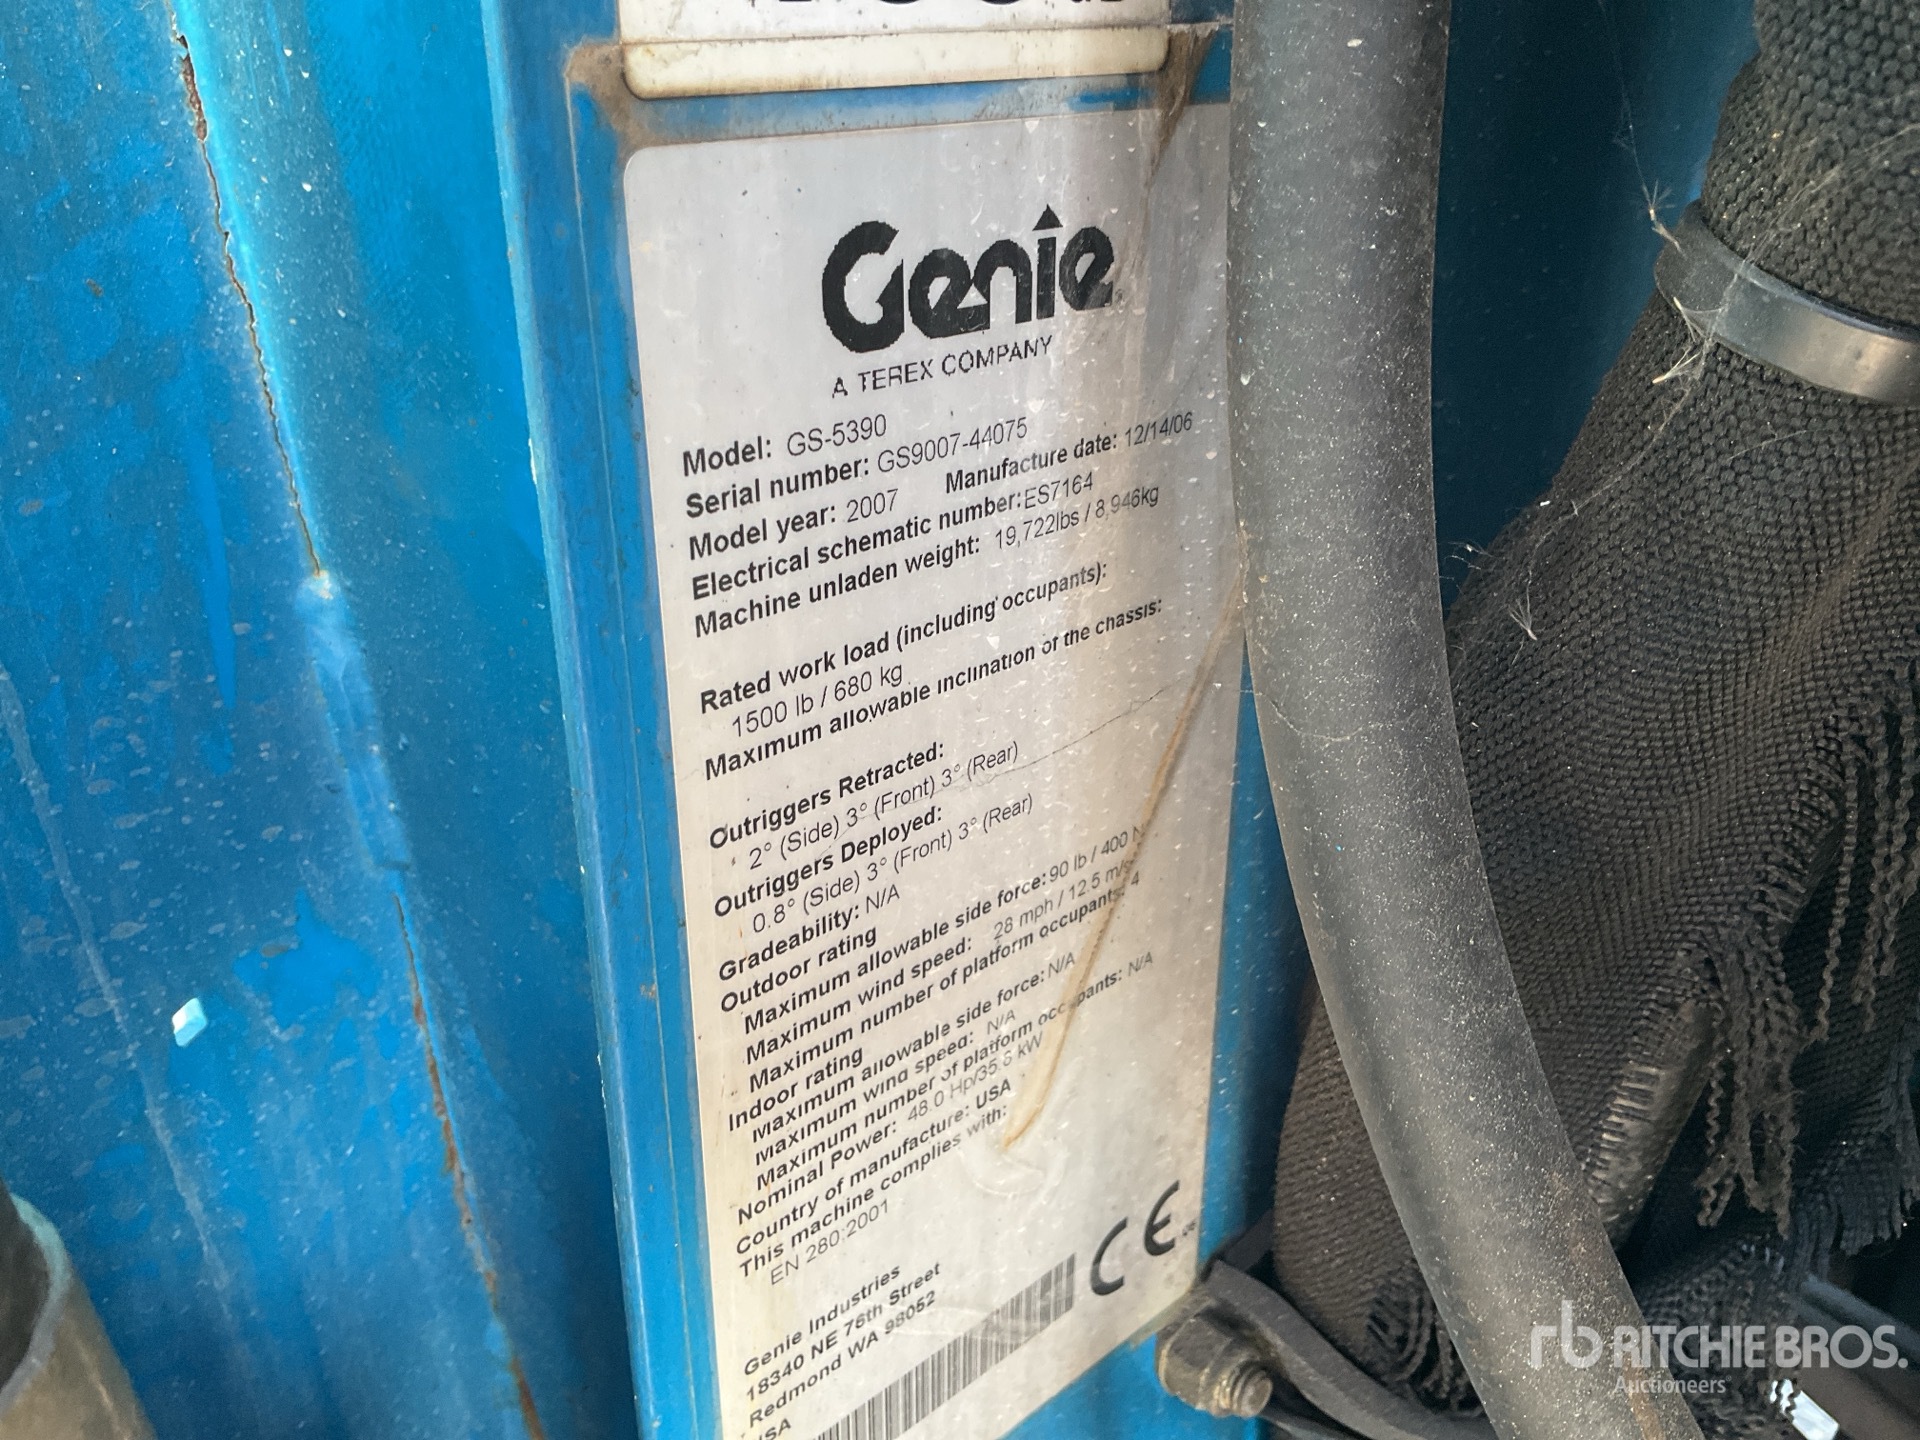 Genie
A TEREX COMPANY
Model: GS-5390
Serial number: GS9007-44075
Model year: 2007 Manufacture date: 12/14/06
Electrical schematic number: ES7164
Machine unladen weight: 19,722lbs / 8,946kg
Rated work load (including occupants):
1500 lb / 680 kg
Maximum allowable inclination of the chassis:
Outriggers Retracted:
2° (Side) 3° (Front) 3° (Rear)
Outriggers Deployed:
0.8° (Side) 3° (Front) 3° (Rear)
Gradeability: N/A
Outdoor rating
Maximum allowable side force: 90 lb / 400 N
Maximum wind speed: 28 mph / 12.5 m/s
Maximum number of platform occupants: 4
Indoor rating
Maximum allowable side force: N/A
Maximum wind speed: N/A
Maximum number of platform occupants: N/A
Nominal Power: 48.0 Hp/35.6 kW
Country of manufacture: USA
This machine complies with:
EN 280:2001
CE
Genie Industries
18340 NE 76th Street
Redmond WA 98052
USA
rb RITCHIE BROS.
Auctioneers